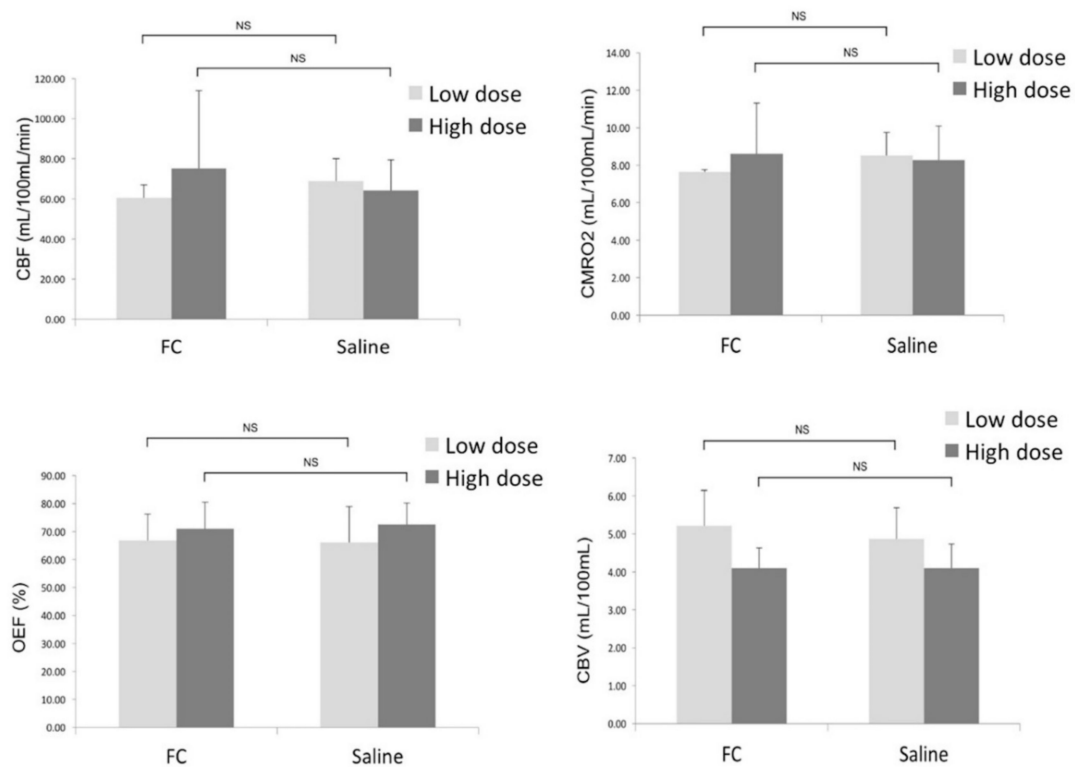 NS
NS
Low dose
High dose
CBF (mL/100mL/min)
120.00
100.00
80.00
60.00
40.00
20.00
0.00
FC
Saline
NS
NS
Low dose
High dose
CMRO2 (mL/100mL/min)
14.00
12.00
10.00
8.00
6.00
4.00
2.00
0.00
FC
Saline
NS
NS
Low dose
High dose
OEF (%)
90.00
80.00
70.00
60.00
50.00
40.00
30.00
20.00
10.00
0.00
FC
Saline
NS
NS
Low dose
High dose
CBV (mL/100mL)
7.00
6.00
5.00
4.00
3.00
2.00
1.00
0.00
FC
Saline